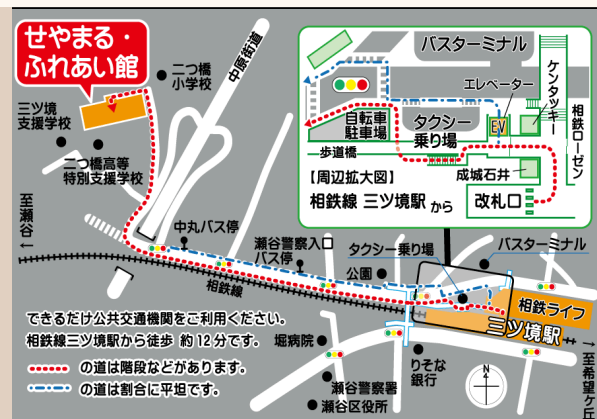 せやまる・
ふれあい館
二つ橋
小学校
三ツ境
支援学校
二つ橋高等
特別支援学校
中原街道
至瀬谷←
中丸バス停
瀬谷警察入口
バス停
相鉄線
公園
タクシー乗り場
バスターミナル
相鉄ライフ
三ツ境駅
至希望ケ丘
堀病院
りそな
銀行
瀬谷警察署
瀬谷区役所
N
できるだけ公共交通機関をご利用ください。
相鉄線三ツ境駅から徒歩 約12分です。
の道は階段などがあります。
の道は割合に平坦です。
バスターミナル
エレベーター
ケンタッキー
相鉄ローゼン
自転車
駐車場
タクシー
乗り場
EV
歩道橋
成城石井
【周辺拡大図】
相鉄線 三ツ境駅 から
改札口